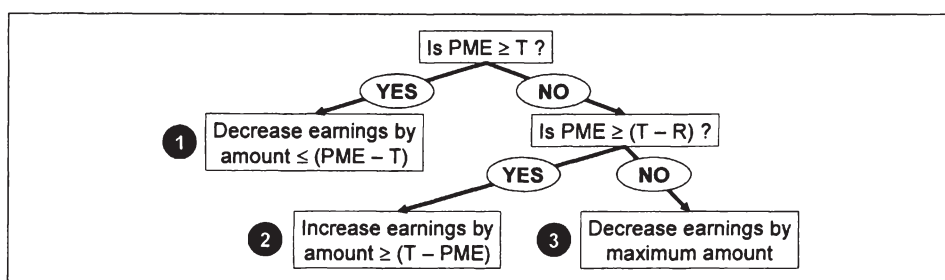 Is PME ≥ T ?
YES
NO
1
Decrease earnings by
amount ≤ (PME – T)
Is PME ≥ (T – R) ?
YES
NO
2
Increase earnings by
amount ≥ (T – PME)
3
Decrease earnings by
maximum amount